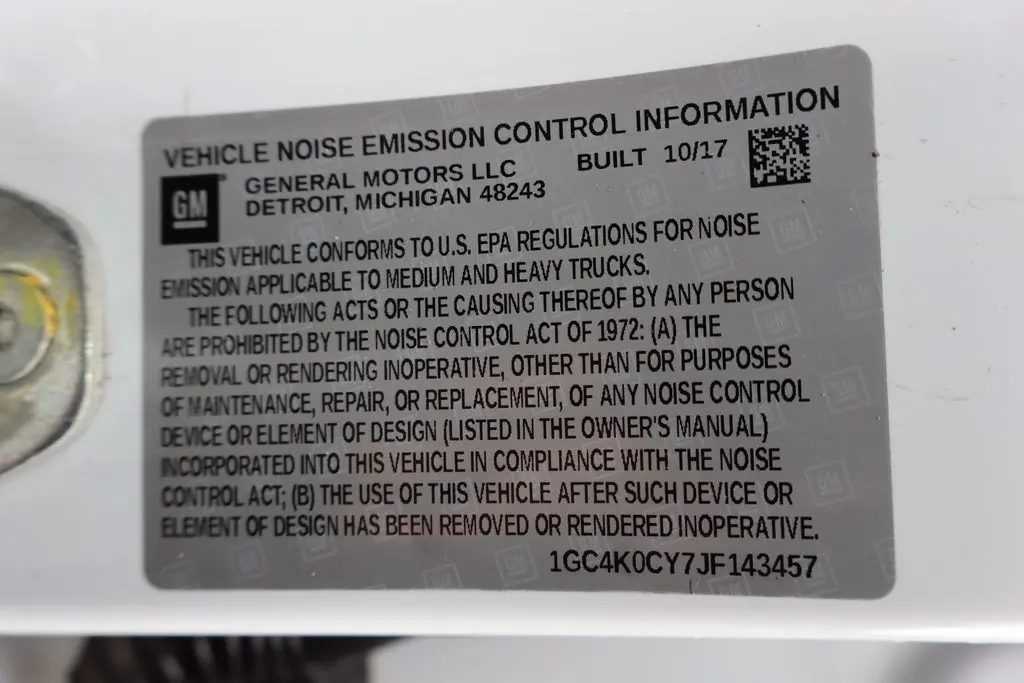 VEHICLE NOISE EMISSION CONTROL INFORMATION
GM
GENERAL MOTORS LLC
BUILT 10/17
DETROIT, MICHIGAN 48243
THIS VEHICLE CONFORMS TO U.S. EPA REGULATIONS FOR NOISE
EMISSION APPLICABLE TO MEDIUM AND HEAVY TRUCKS.
THE FOLLOWING ACTS OR THE CAUSING THEREOF BY ANY PERSON
ARE PROHIBITED BY THE NOISE CONTROL ACT OF 1972: (A) THE
REMOVAL OR RENDERING INOPERATIVE, OTHER THAN FOR PURPOSES
OF MAINTENANCE, REPAIR, OR REPLACEMENT, OF ANY NOISE CONTROL
DEVICE OR ELEMENT OF DESIGN (LISTED IN THE OWNER'S MANUAL)
INCORPORATED INTO THIS VEHICLE IN COMPLIANCE WITH THE NOISE
CONTROL ACT; (B) THE USE OF THIS VEHICLE AFTER SUCH DEVICE OR
ELEMENT OF DESIGN HAS BEEN REMOVED OR RENDERED INOPERATIVE.
1GC4K0CY7JF143457